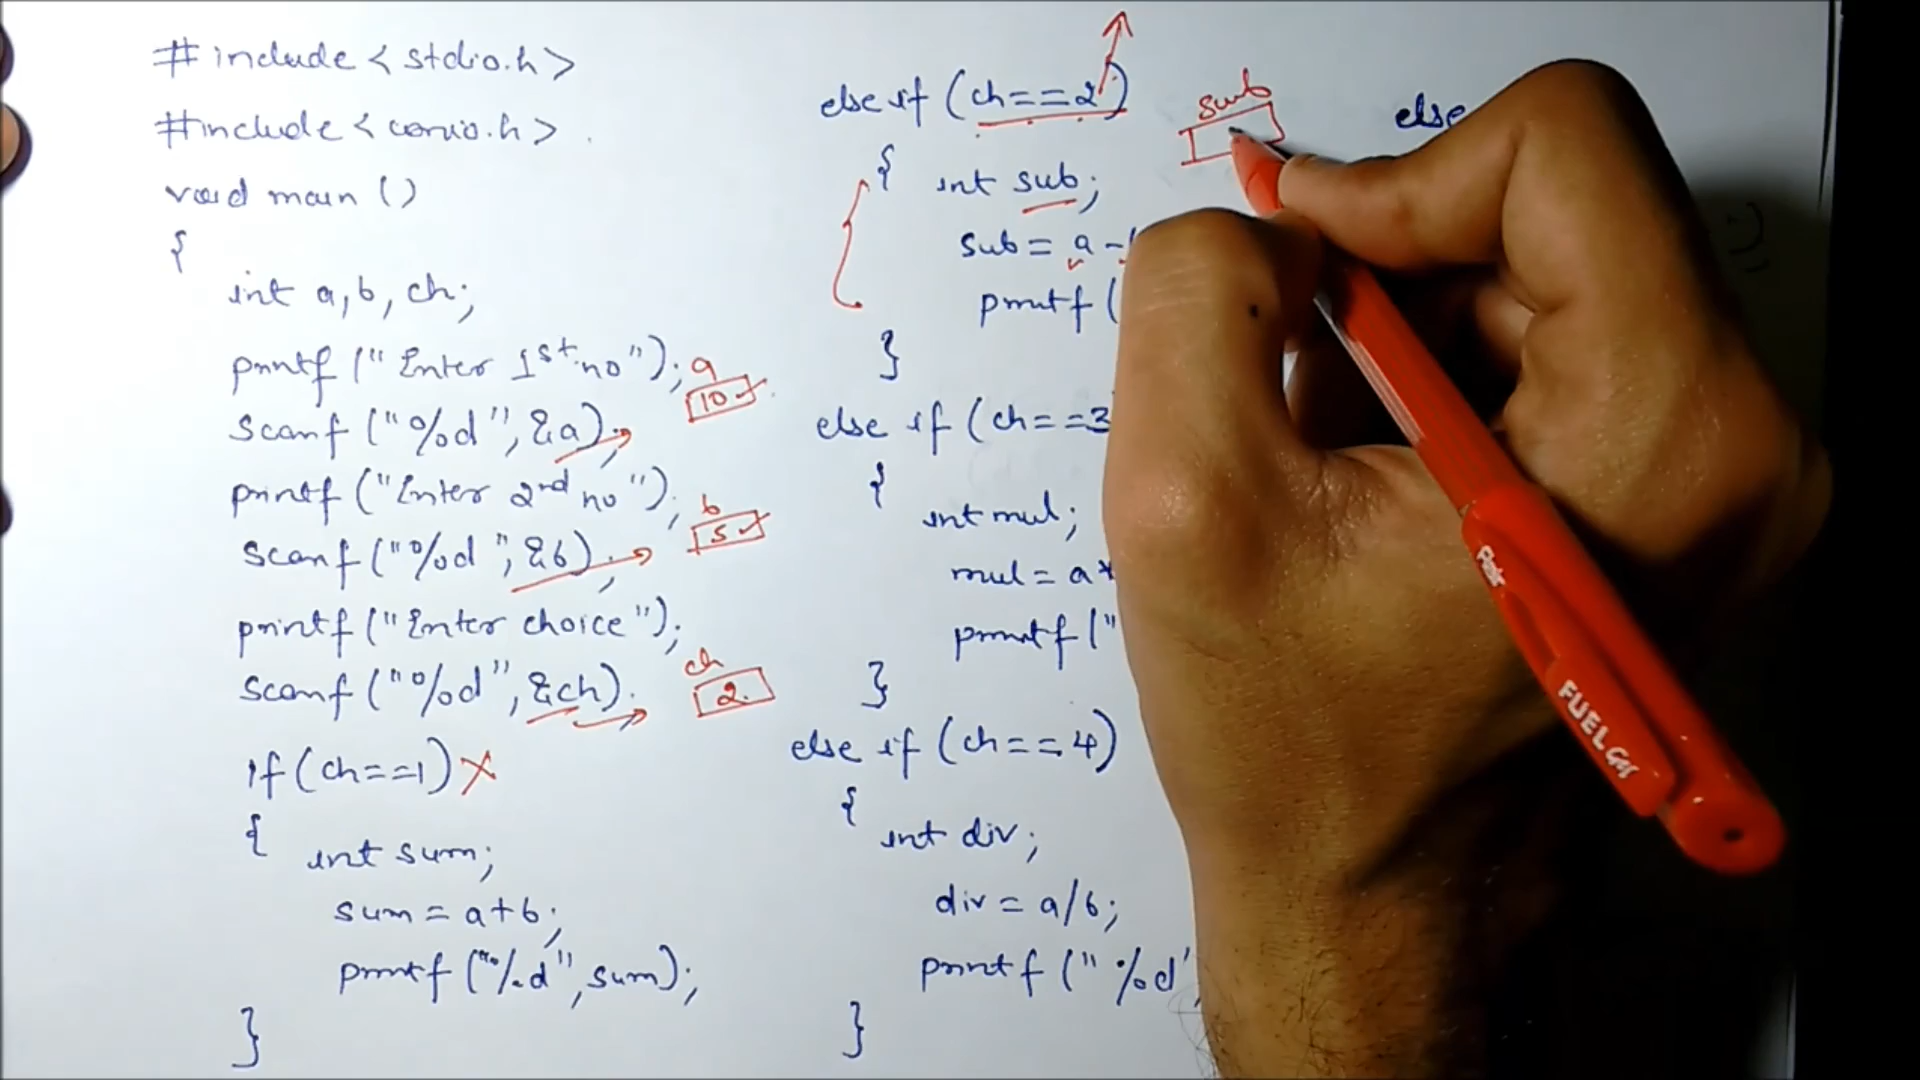 #include <stdio.h>
#include <conio.h>
void main ()
{
int a, b, ch;
printf (" Enter 1st no");
a
10
scanf ("%d", &a);
printf ("Enter 2nd no");
b
5
scanf ("%d", &b);
printf ("Enter choice");
ch
2
scanf ("%d", &ch).
if (ch==1)
{
int sum;
sum = a+b;
printf ("%d", sum);
}
else if (ch==2)
sub
{
int sub;
sub = a -
printf (
}
else if (ch==3
{
int mul;
mul = a*
printf ("
}
else if (ch==4)
{
int div;
div = a/b;
printf (" %d"
}
else
Pair